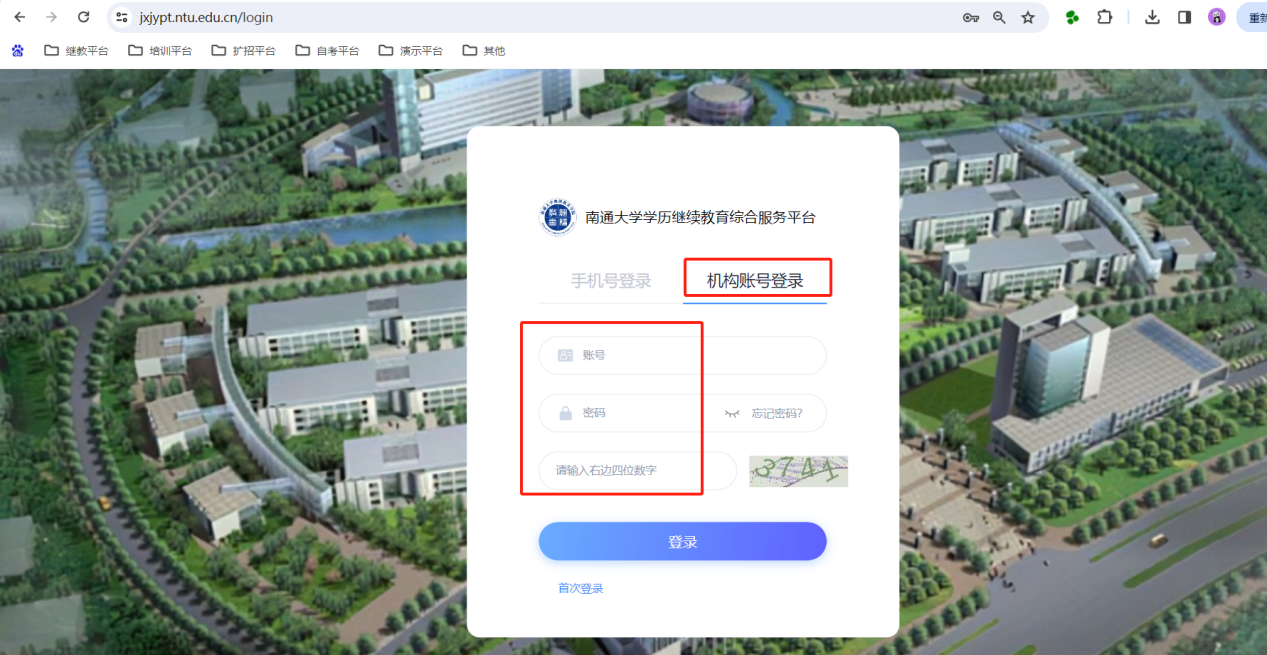 jxjypt.ntu.edu.cn/login
重新
继教平台 培训平台 扩招平台 自考平台 演示平台 其他
南通大学学历继续教育综合服务平台
手机号登录 机构账号登录
账号
密码 忘记密码?
请输入右边四位数字 3744
登录
首次登录